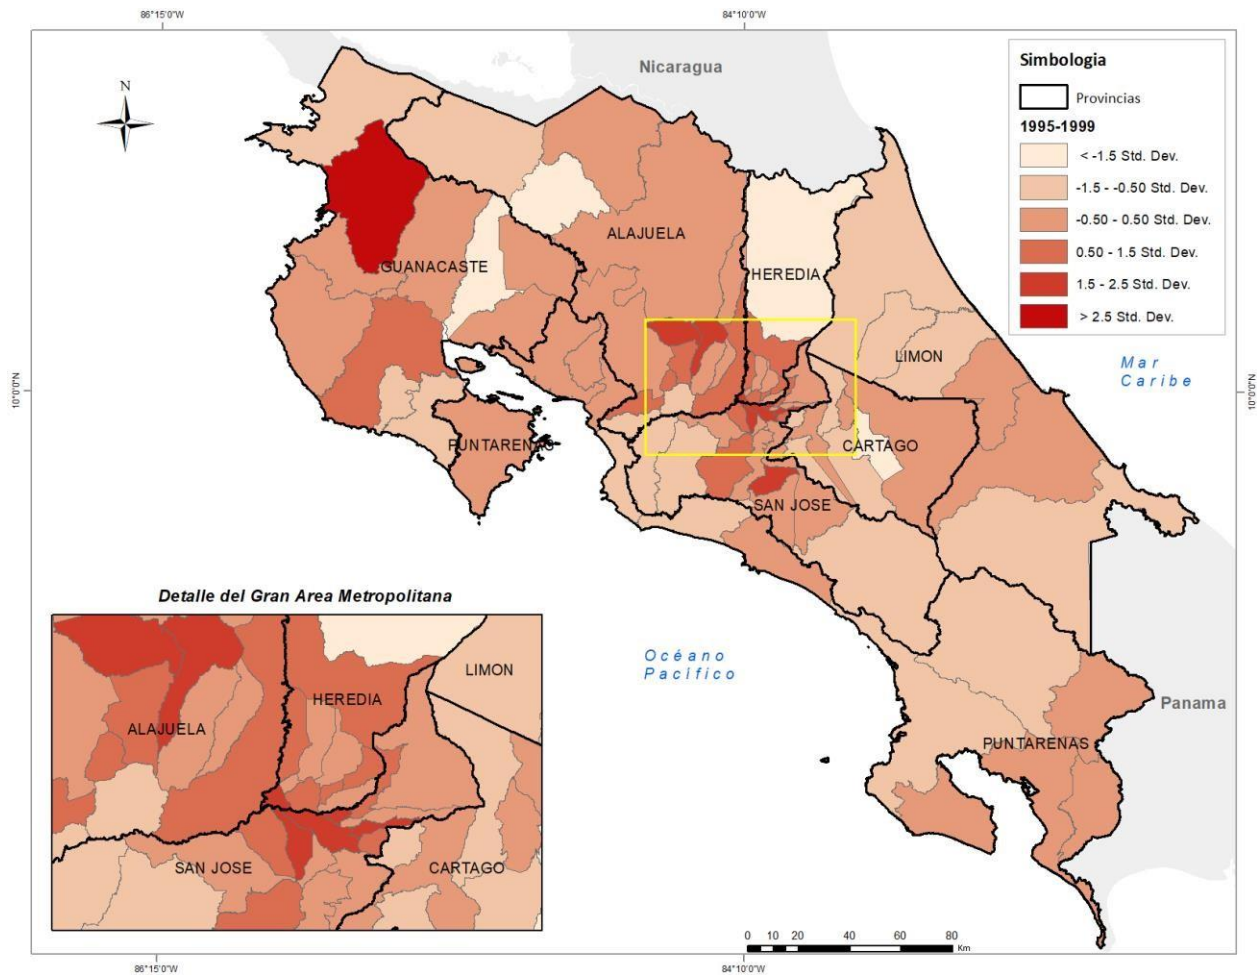 86°15'0"W
84°10'0"W
Nicaragua
Simbologia
Provincias
1995-1999
< -1.5 Std. Dev.
-1.5 - -0.50 Std. Dev.
-0.50 - 0.50 Std. Dev.
0.50 - 1.5 Std. Dev.
1.5 - 2.5 Std. Dev.
> 2.5 Std. Dev.
N
ALAJUELA
GUANACASTE
HEREDIA
LIMON
Mar
Caribe
10°0'0"N
10°0'0"N
PUNTARENAS
CARTAGO
SAN JOSE
Detalle del Gran Area Metropolitana
Océano
Pacifico
LIMON
HEREDIA
ALAJUELA
SAN JOSE
CARTAGO
Panama
PUNTARENAS
0 10 20 40 60 80
Km
86°15'0"W
84°10'0"W